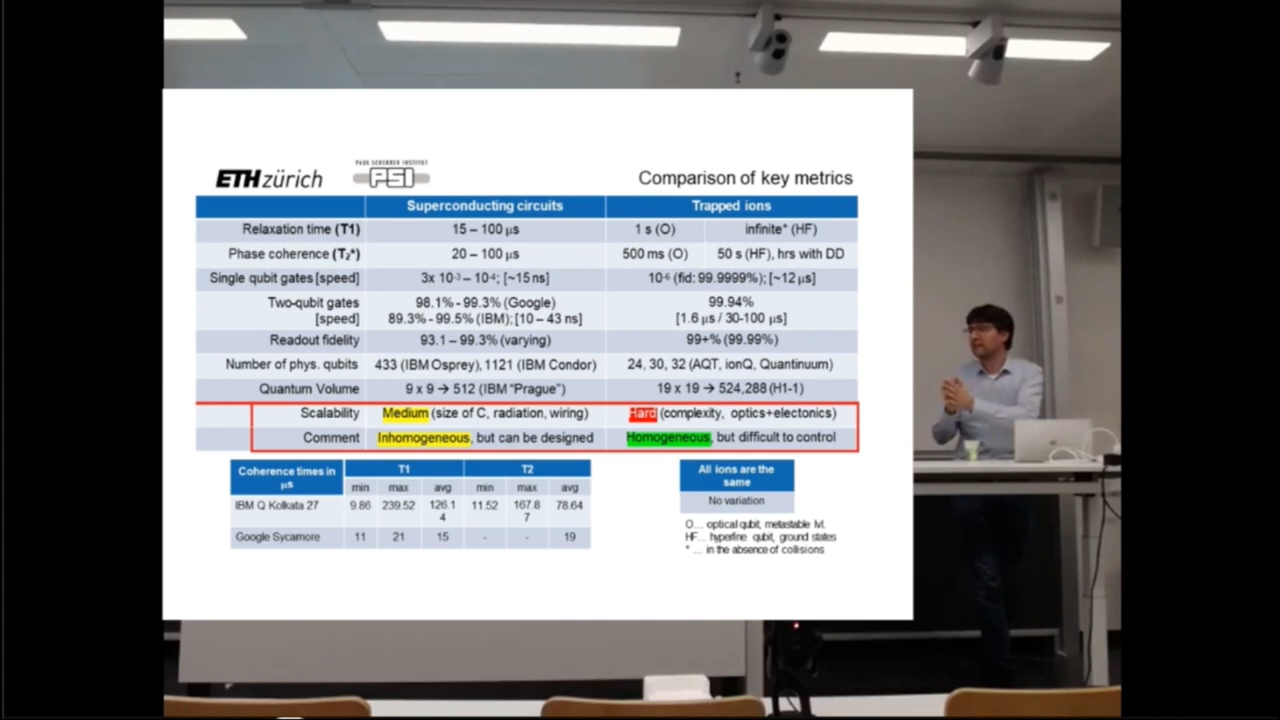 ETH zürich
PAUL SCHERRER INSTITUT
PSI
Comparison of key metrics
Superconducting circuits Trapped ions
Relaxation time (T1) 15 – 100 µs 1 s (O) infinite* (HF)
Phase coherence (T₂*) 20 – 100 µs 500 ms (O) 50 s (HF), hrs with DD
Single qubit gates [speed] 3x 10⁻³ – 10⁻⁴; [~15 ns] 10⁻⁶ (fid: 99.9999%); [~12 µs]
Two-qubit gates 98.1% - 99.3% (Google) 99.94%
[speed] 89.3% - 99.5% (IBM); [10 – 43 ns] [1.6 µs / 30-100 µs]
Readout fidelity 93.1 – 99.3% (varying) 99+% (99.99%)
Number of phys. qubits 433 (IBM Osprey), 1121 (IBM Condor) 24, 30, 32 (AQT, ionQ, Quantinuum)
Quantum Volume 9 x 9 → 512 (IBM "Prague") 19 x 19 → 524,288 (H1-1)
Scalability Medium (size of C, radiation, wiring) Hard (complexity, optics+electonics)
Comment Inhomogeneous, but can be designed Homogeneous, but difficult to control
Coherence times in T1 T2
µs min max avg min max avg
IBM Q Kolkata 27 9.86 239.52 126.1 11.52 167.8 78.64
4 7
Google Sycamore 11 21 15 - - 19
All ions are the
same
No variation
O... optical qubit, metastable lvl.
HF... hyperfine qubit, ground states
* ... in the absence of collisions